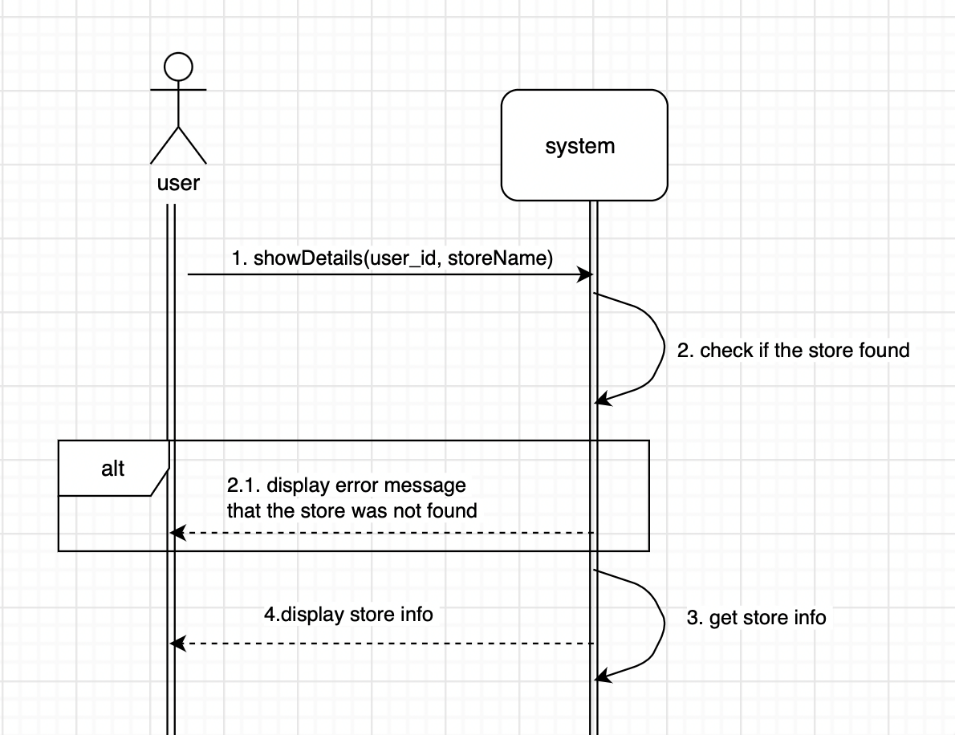 user
system
1. showDetails(user_id, storeName)
2. check if the store found
alt
2.1. display error message
that the store was not found
4.display store info
3. get store info